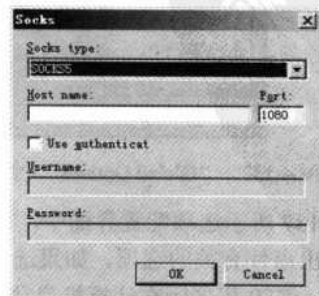 Socks
Socks type:
SOCKS5
Host name:
Port:
1080
Use authenticat
Username:
Password:
OK
Cancel